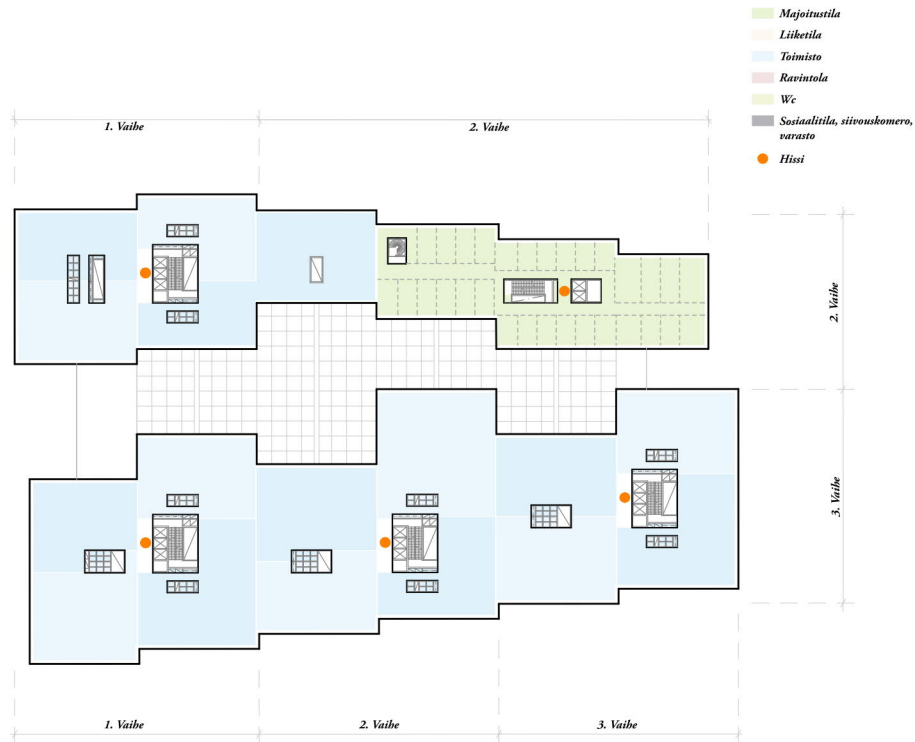 Majoitustila
Liiketila
Toimisto
Ravintola
Wc
Sosiaalitila, siivouskomero,
varasto
Hissi
1. Vaihe
2. Vaihe
2. Vaihe
3. Vaihe
1. Vaihe
2. Vaihe
3. Vaihe